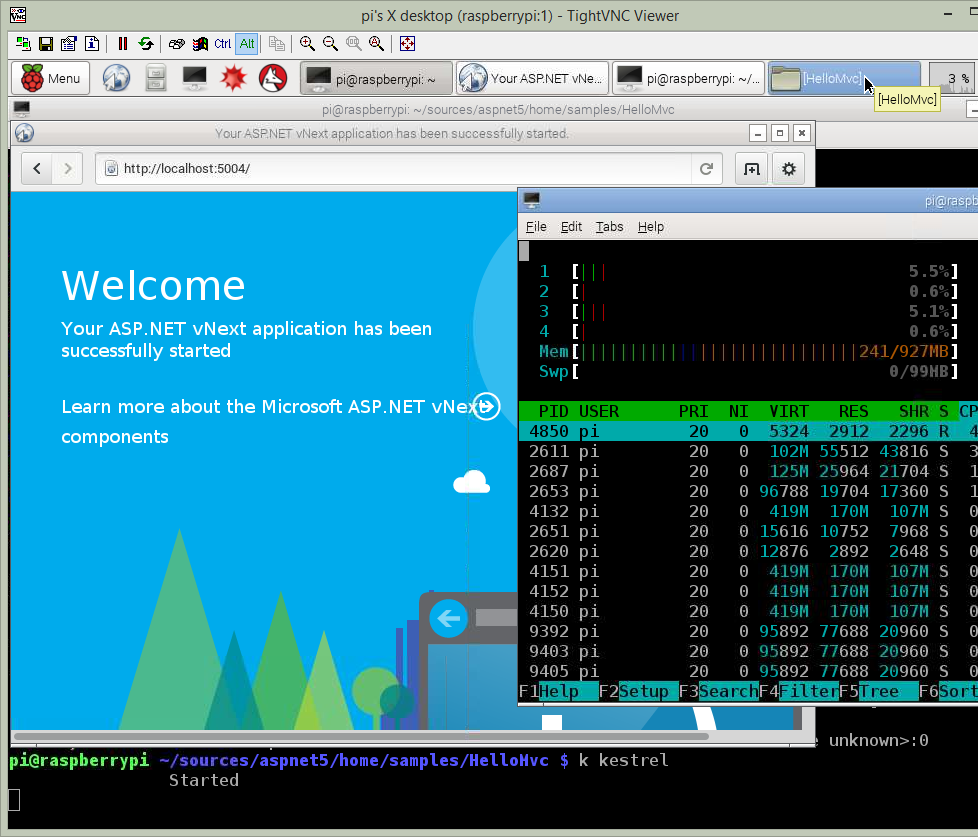 pi's X desktop (raspberrypi:1) - TightVNC Viewer
Ctrl Alt
Menu pi@raspberrypi: ~ Your ASP.NET vNe... pi@raspberrypi: ~/... [HelloMvc] 3 %
[HelloMvc]
pi@raspberrypi: ~/sources/aspnet5/home/samples/HelloMvc
Your ASP.NET vNext application has been successfully started.
http://localhost:5004/
Welcome
Your ASP.NET vNext application has been
successfully started
Learn more about the Microsoft ASP.NET vNext
components
pi@raspb
File Edit Tabs Help
1 [||| 5.5%]
2 [ 0.6%]
3 [||| 5.1%]
4 [ 0.6%]
Mem[||||||||||||||||||||||||||||241/927MB]
Swp[ 0/99MB]
PID USER PRI NI VIRT RES SHR S CP
4850 pi 20 0 5324 2912 2296 R 4
2611 pi 20 0 102M 55512 43816 S 3
2687 pi 20 0 125M 25964 21704 S 1
2653 pi 20 0 96788 19704 17360 S 1
4132 pi 20 0 419M 170M 107M S 0
2651 pi 20 0 15616 10752 7968 S 0
2620 pi 20 0 12876 2892 2648 S 0
4151 pi 20 0 419M 170M 107M S 0
4152 pi 20 0 419M 170M 107M S 0
4150 pi 20 0 419M 170M 107M S 0
9392 pi 20 0 95892 77688 20960 S 0
9403 pi 20 0 95892 77688 20960 S 0
9405 pi 20 0 95892 77688 20960 S 0
F1Help F2Setup F3SearchF4FilterF5Tree F6Sort
unknown>:0
pi@raspberrypi ~/sources/aspnet5/home/samples/HelloMvc $ k kestrel
Started